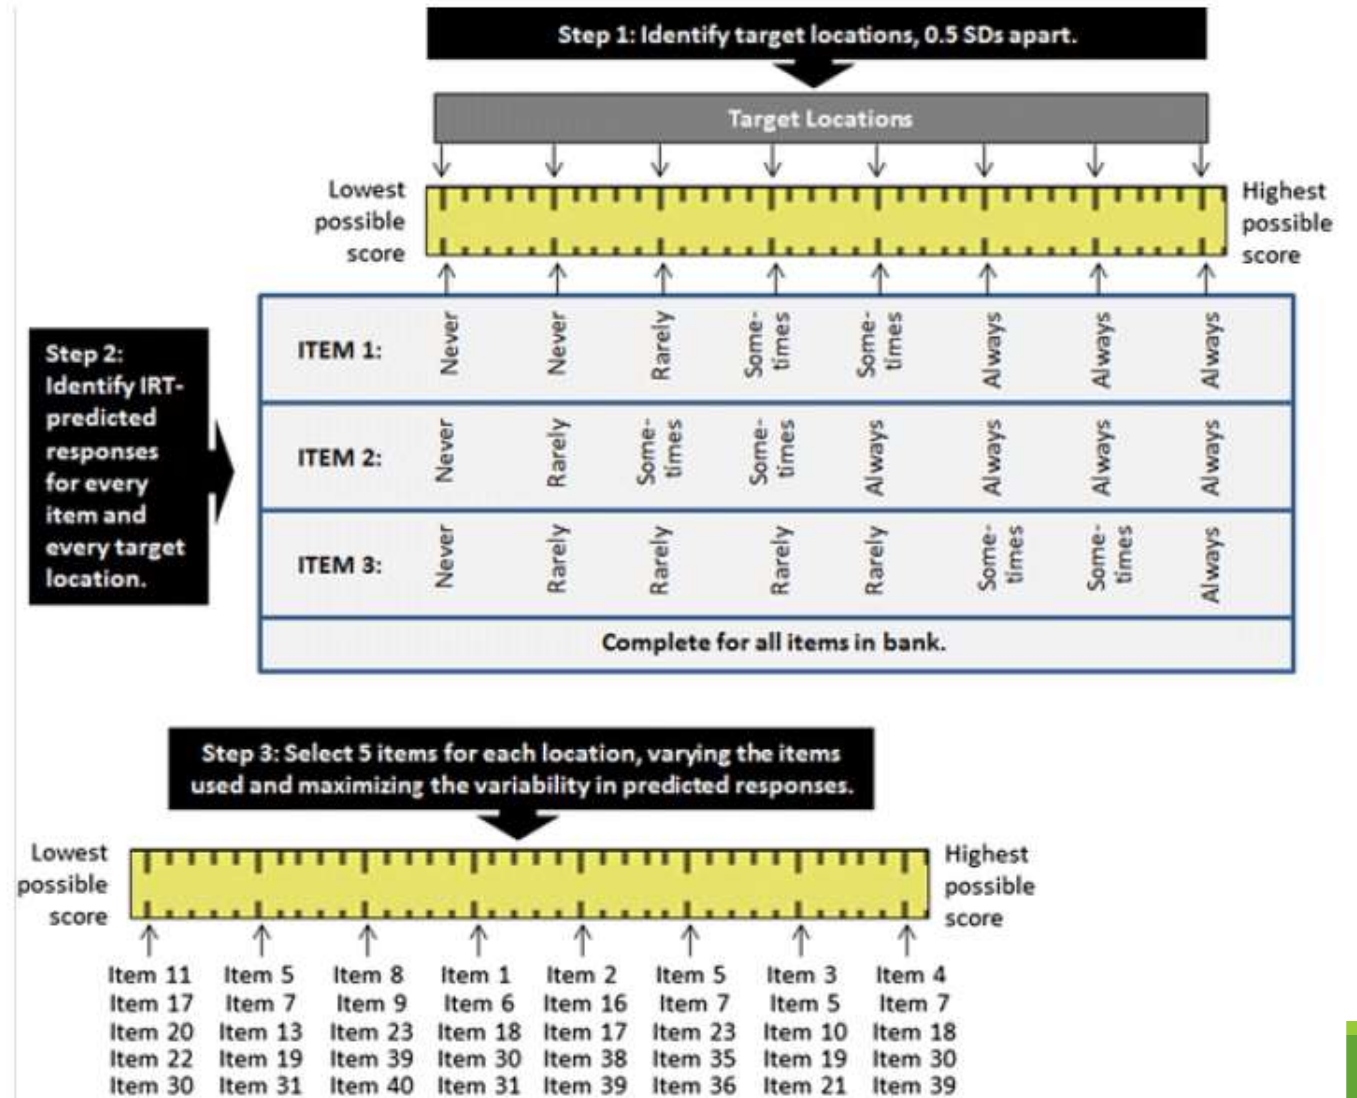 Step 1: Identify target locations, 0.5 SDs apart.
Target Locations
Lowest
possible
score
Highest
possible
score
Step 2:
Identify IRT-
predicted
responses
for every
item and
every target
location.
ITEM 1:
Never
Never
Rarely
Some-
times
Some-
times
Always
Always
Always
ITEM 2:
Never
Rarely
Some-
times
Some-
times
Always
Always
Always
Always
ITEM 3:
Never
Rarely
Rarely
Rarely
Rarely
Some-
times
Some-
times
Always
Complete for all items in bank.
Step 3: Select 5 items for each location, varying the items
used and maximizing the variability in predicted responses.
Lowest
possible
score
Highest
possible
score
Item 11 Item 5 Item 8 Item 1 Item 2 Item 5 Item 3 Item 4
Item 17 Item 7 Item 9 Item 6 Item 16 Item 7 Item 5 Item 7
Item 20 Item 13 Item 23 Item 18 Item 17 Item 23 Item 10 Item 18
Item 22 Item 19 Item 39 Item 30 Item 38 Item 35 Item 19 Item 30
Item 30 Item 31 Item 40 Item 31 Item 39 Item 36 Item 21 Item 39